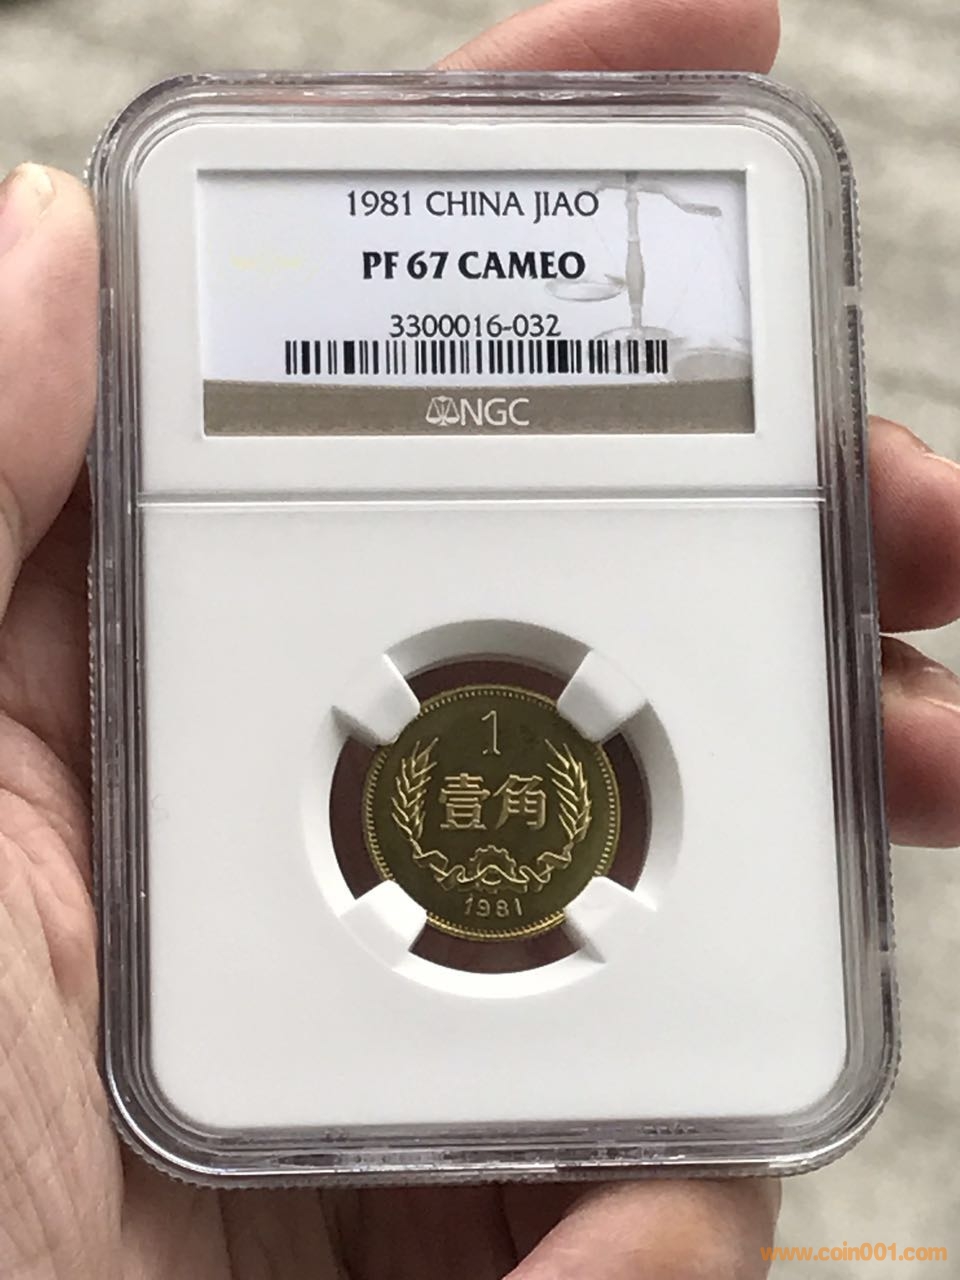 1981 CHINA JIAO
PF 67 CAMEO
3300016-032
NGC
1
壹角
1981
www.coin001.com